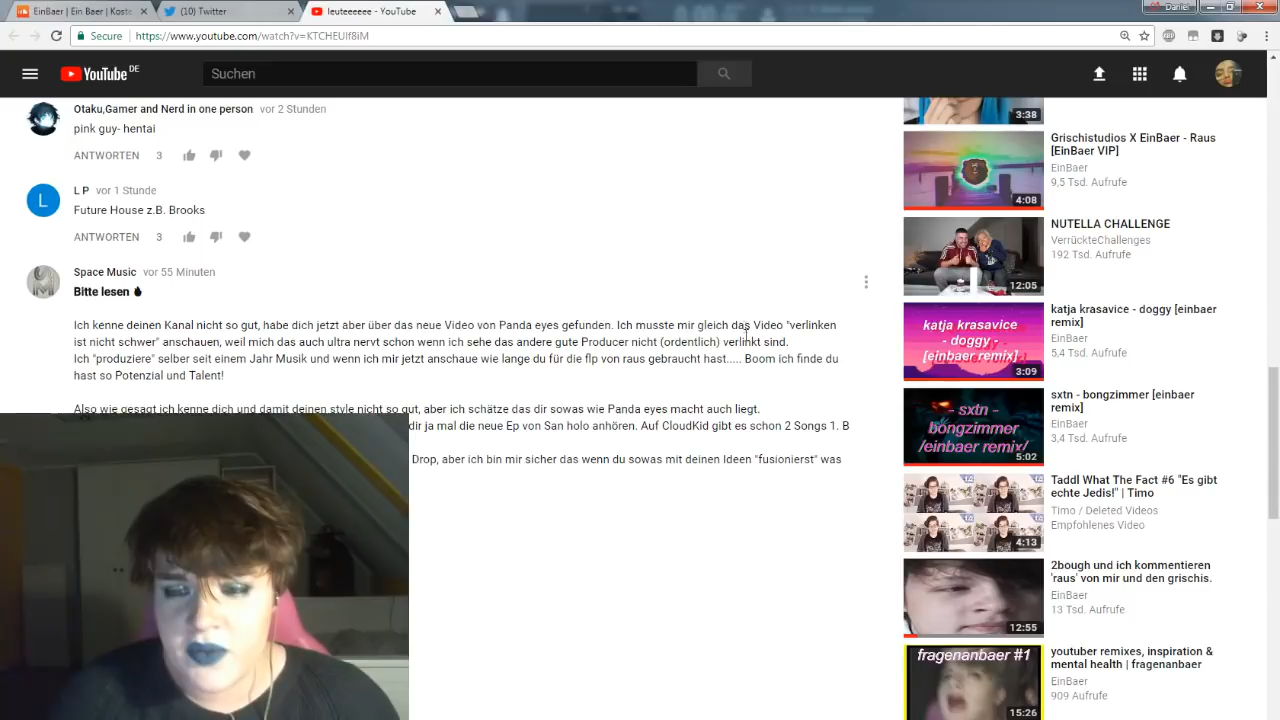 EinBaer | Ein Baer | Koste
(10) Twitter
leuteeeeee - YouTube
Daniel
Secure
https://www.youtube.com/watch?v=KTCHEUlf8iM
YouTube DE
Suchen
Otaku,Gamer and Nerd in one person vor 2 Stunden
pink guy- hentai
ANTWORTEN 3
L
L P vor 1 Stunde
Future House z.B. Brooks
ANTWORTEN 3
Space Music vor 55 Minuten
Bitte lesen
Ich kenne deinen Kanal nicht so gut, habe dich jetzt aber über das neue Video von Panda eyes gefunden. Ich musste mir gleich das Video "verlinken
ist nicht schwer" anschauen, weil mich das auch ultra nervt schon wenn ich sehe das andere gute Producer nicht (ordentlich) verlinkt sind.
Ich "produziere" selber seit einem Jahr Musik und wenn ich mir jetzt anschaue wie lange du für die flp von raus gebraucht hast..... Boom ich finde du
hast so Potenzial und Talent!
Also wie gesagt ich kenne dich und damit deinen style nicht so gut, aber ich schätze das dir sowas wie Panda eyes macht auch liegt.
dir ja mal die neue Ep von San holo anhören. Auf CloudKid gibt es schon 2 Songs 1. B
Drop, aber ich bin mir sicher das wenn du sowas mit deinen Ideen "fusionierst" was
3:38
4:08
Grischistudios X EinBaer - Raus
[EinBaer VIP]
EinBaer
9,5 Tsd. Aufrufe
12:05
NUTELLA CHALLENGE
VerrückteChallenges
192 Tsd. Aufrufe
katja krasavice
- doggy -
[einbaer remix]
3:09
katja krasavice - doggy [einbaer
remix]
EinBaer
5,4 Tsd. Aufrufe
- sxtn -
bongzimmer
/einbaer remix/
5:02
sxtn - bongzimmer [einbaer
remix]
EinBaer
3,4 Tsd. Aufrufe
4:13
Taddl What The Fact #6 "Es gibt
echte Jedis!" | Timo
Timo / Deleted Videos
Empfohlenes Video
12:55
2bough und ich kommentieren
'raus' von mir und den grischis.
EinBaer
13 Tsd. Aufrufe
fragenanbaer #1
15:26
youtuber remixes, inspiration &
mental health | fragenanbaer
EinBaer
909 Aufrufe